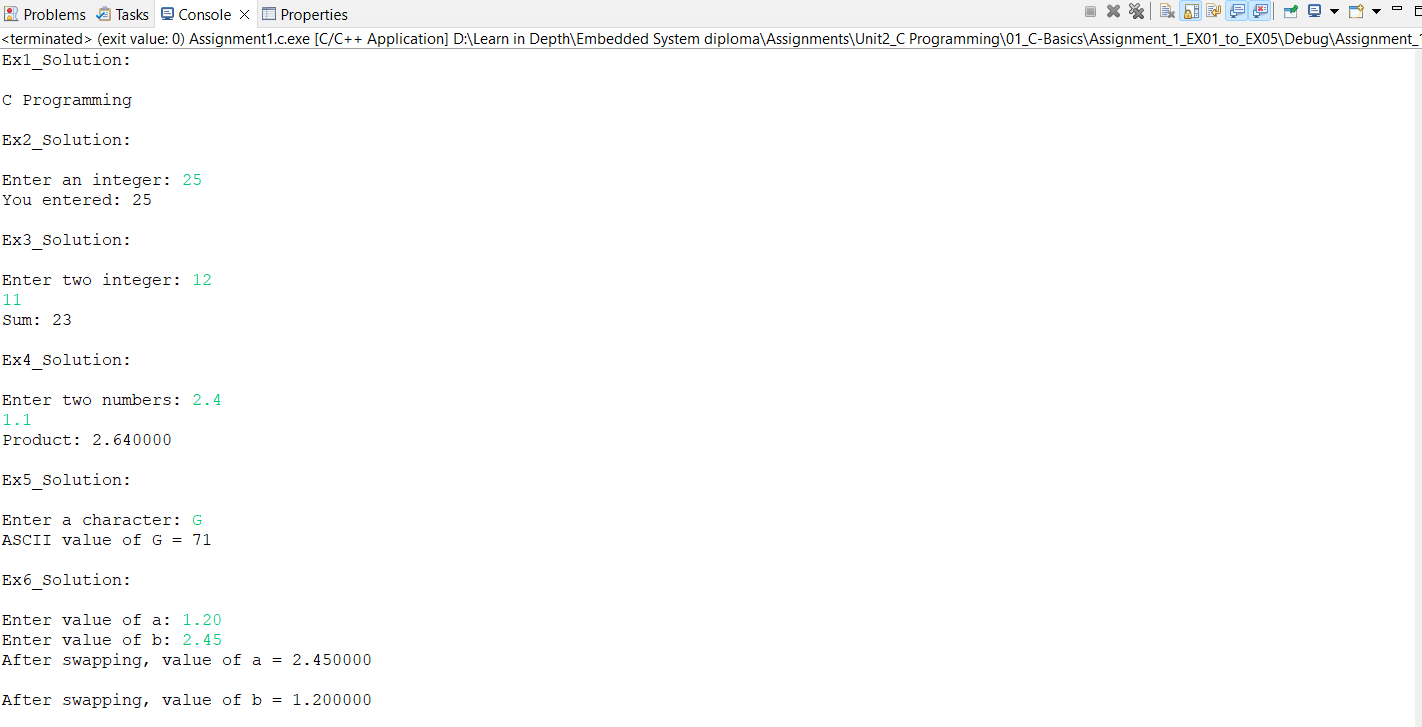 Problems Tasks Console Properties
<terminated> (exit value: 0) Assignment1.c.exe [C/C++ Application] D:\Learn in Depth\Embedded System diploma\Assignments\Unit2_C Programming\01_C-Basics\Assignment_1_EX01_to_EX05\Debug\Assignment_1
Ex1_Solution:
C Programming
Ex2_Solution:
Enter an integer: 25
You entered: 25
Ex3_Solution:
Enter two integer: 12
11
Sum: 23
Ex4_Solution:
Enter two numbers: 2.4
1.1
Product: 2.640000
Ex5_Solution:
Enter a character: G
ASCII value of G = 71
Ex6_Solution:
Enter value of a: 1.20
Enter value of b: 2.45
After swapping, value of a = 2.450000
After swapping, value of b = 1.200000